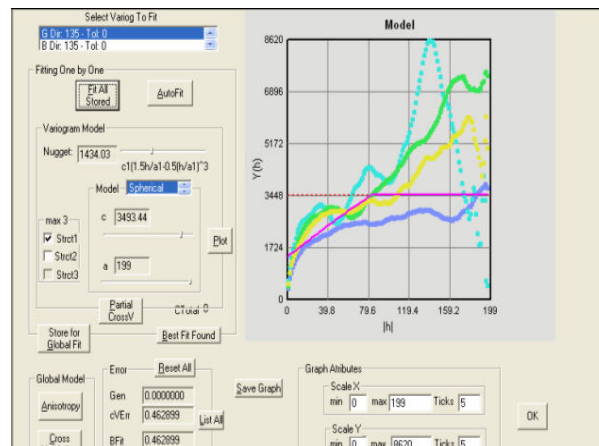 Select Variog To Fit
G Dir: 135 - Tol: 0
B Dir: 135 - Tol: 0
Fitting One by One
Fit All Stored
AutoFit
Variogram Model
Nugget: 1434.03
c1(1.5h/a1-0.5(h/a1)^3
Model Spherical
max 3
Strct1
Strct2
Strct3
c 3493.44
a 199
Plot
Partial CrossV
CTotal 0
Store for Global Fit
Best Fit Found
Global Model
Anisotropy
Cross
Error
Reset All
Gen 0.0000000
cVErr 0.462899
BFit 0.462899
List All
Model
Y(h)
8620
6896
5172
3448
1724
0
0 39.8 79.6 119.4 159.2 199
|h|
Save Graph
Graph Atributes
Scale X
min 0 max 199 Ticks 5
Scale Y
min 0 max 8620 Ticks 5
OK